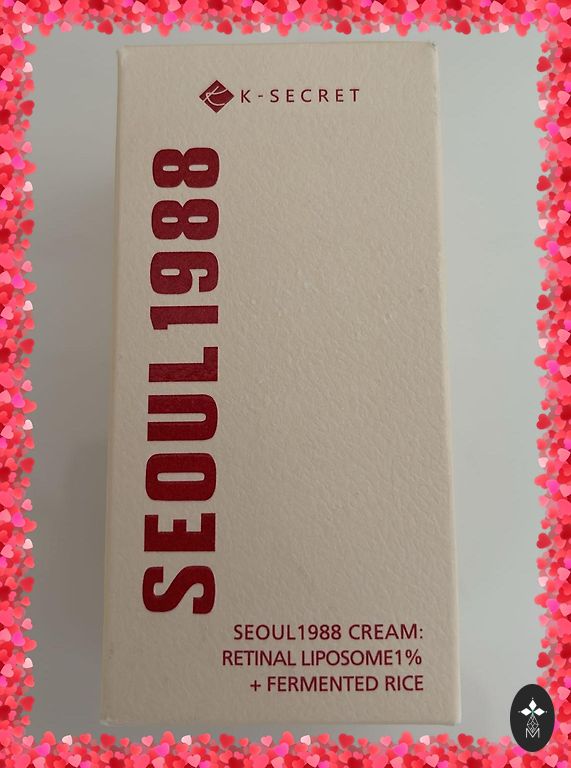 K-SECRET
SEOUL1988
SEOUL1988 CREAM:
RETINAL LIPOSOME1%
+ FERMENTED RICE